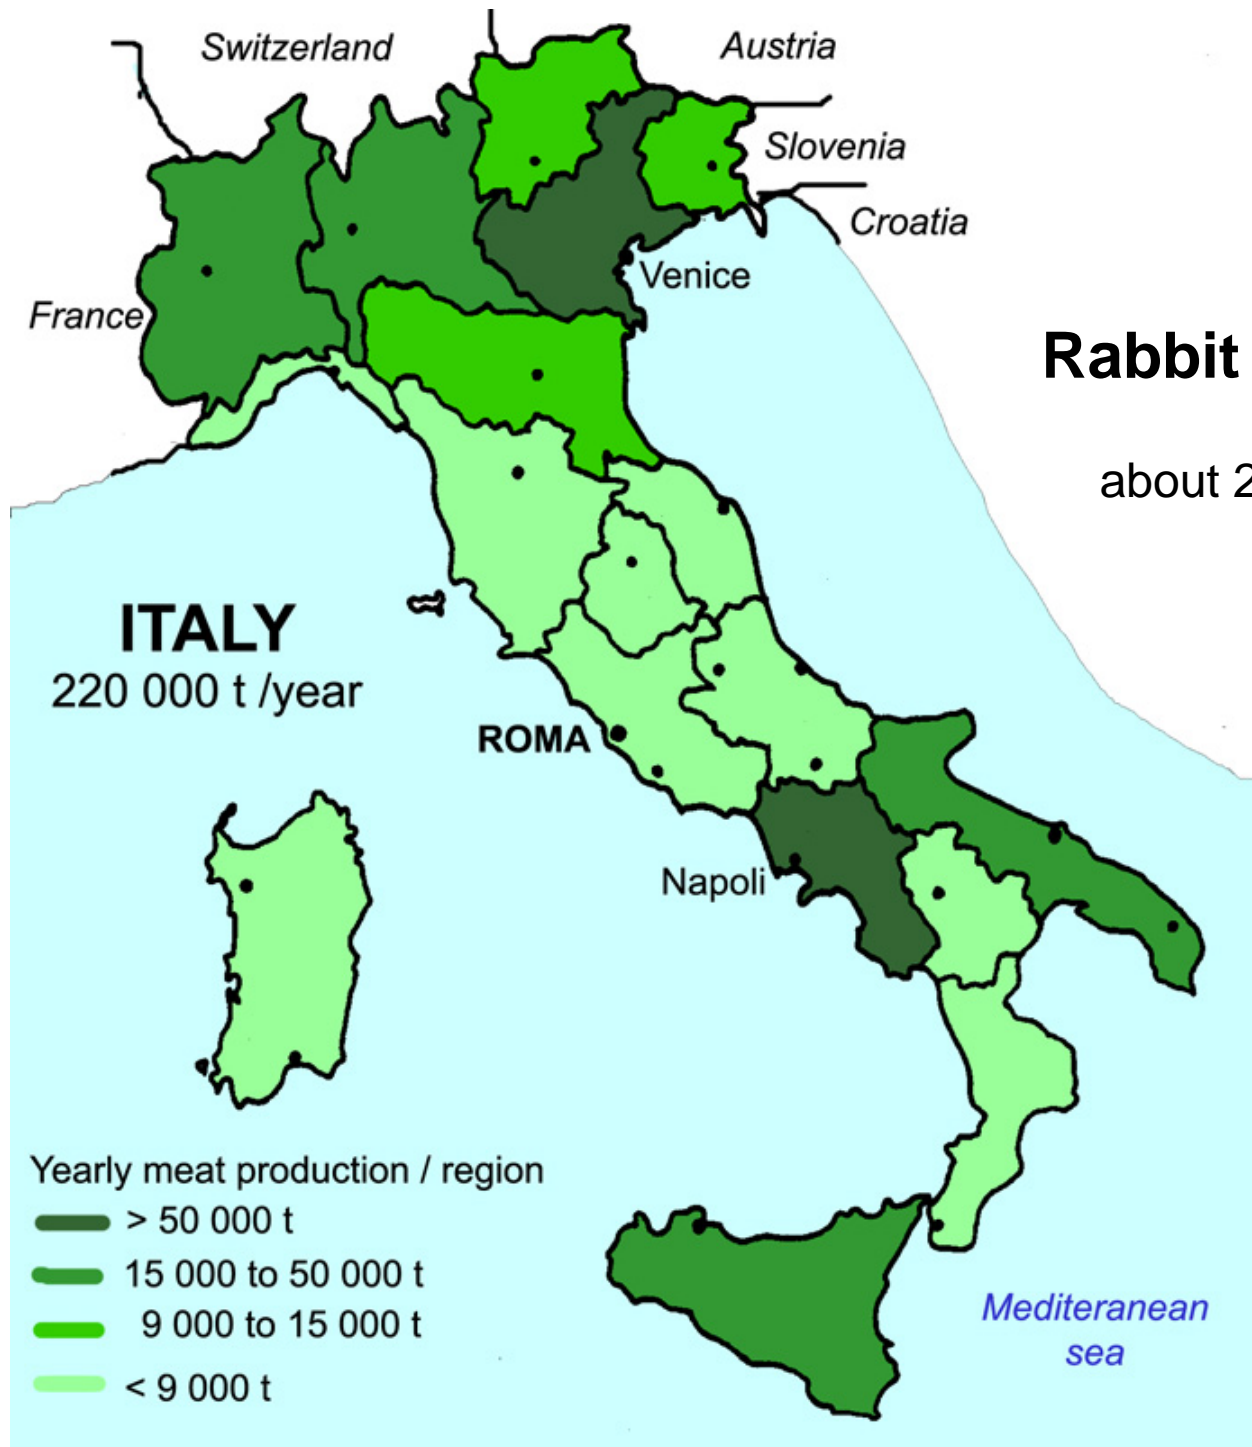 Switzerland
Austria
Slovenia
Croatia
Venice
France
Rabbit
about 2
ITALY
220 000 t /year
ROMA
Napoli
Yearly meat production / region
> 50 000 t
15 000 to 50 000 t
9 000 to 15 000 t
< 9 000 t
Mediteranean
sea